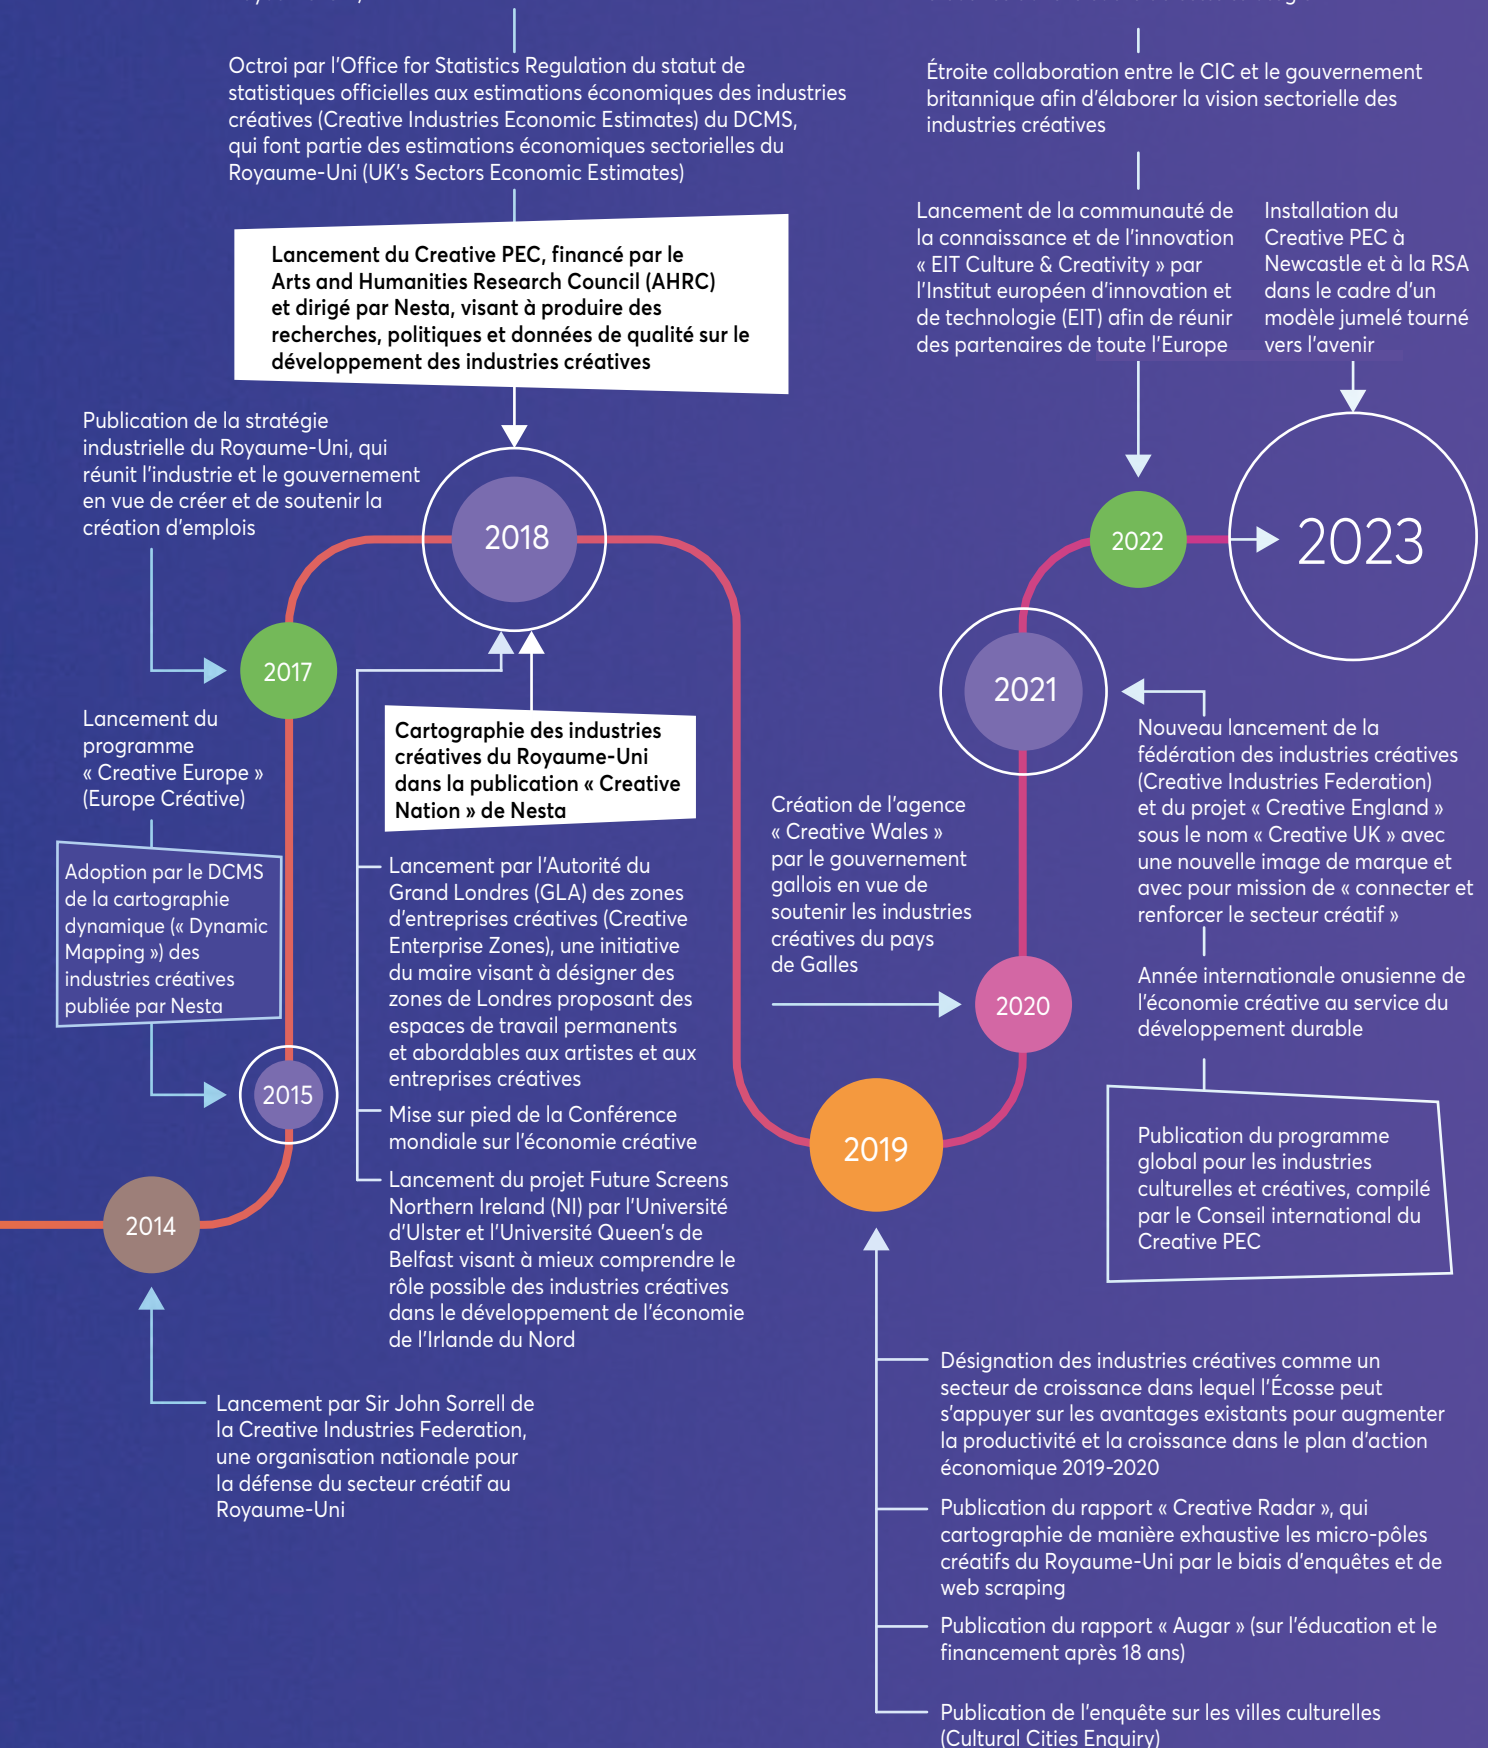 Octroi par l'Office for Statistics Regulation du statut de
statistiques officielles aux estimations économiques des industries
créatives (Creative Industries Economic Estimates) du DCMS,
qui font partie des estimations économiques sectorielles du
Royaume-Uni (UK's Sectors Economic Estimates)
Lancement du Creative PEC, financé par le
Arts and Humanities Research Council (AHRC)
et dirigé par Nesta, visant à produire des
recherches, politiques et données de qualité sur le
développement des industries créatives
Étroite collaboration entre le CIC et le gouvernement
britannique afin d'élaborer la vision sectorielle des
industries créatives
Lancement de la communauté de
la connaissance et de l'innovation
« EIT Culture & Creativity » par
l'Institut européen d'innovation et
de technologie (EIT) afin de réunir
des partenaires de toute l'Europe
Installation du
Creative PEC à
Newcastle et à la RSA
dans le cadre d'un
modèle jumelé tourné
vers l'avenir
Publication de la stratégie
industrielle du Royaume-Uni, qui
réunit l'industrie et le gouvernement
en vue de créer et de soutenir la
création d'emplois
2018
2022
2023
2017
2021
Lancement du
programme
« Creative Europe »
(Europe Créative)
Adoption par le DCMS
de la cartographie
dynamique (« Dynamic
Mapping ») des
industries créatives
publiée par Nesta
2015
2014
Lancement par Sir John Sorrell de
la Creative Industries Federation,
une organisation nationale pour
la défense du secteur créatif au
Royaume-Uni
Cartographie des industries
créatives du Royaume-Uni
dans la publication « Creative
Nation » de Nesta
Lancement par l'Autorité du
Grand Londres (GLA) des zones
d'entreprises créatives (Creative
Enterprise Zones), une initiative
du maire visant à désigner des
zones de Londres proposant des
espaces de travail permanents
et abordables aux artistes et aux
entreprises créatives
Mise sur pied de la Conférence
mondiale sur l'économie créative
Lancement du projet Future Screens
Northern Ireland (NI) par l'Université
d'Ulster et l'Université Queen's de
Belfast visant à mieux comprendre le
rôle possible des industries créatives
dans le développement de l'économie
de l'Irlande du Nord
Création de l'agence
« Creative Wales »
par le gouvernement
gallois en vue de
soutenir les industries
créatives du pays
de Galles
2020
2019
Nouveau lancement de la
fédération des industries créatives
(Creative Industries Federation)
et du projet « Creative England »
sous le nom « Creative UK » avec
une nouvelle image de marque et
avec pour mission de « connecter et
renforcer le secteur créatif »
Année internationale onusienne de
l'économie créative au service du
développement durable
Publication du programme
global pour les industries
culturelles et créatives, compilé
par le Conseil international du
Creative PEC
Désignation des industries créatives comme un
secteur de croissance dans lequel l'Écosse peut
s'appuyer sur les avantages existants pour augmenter
la productivité et la croissance dans le plan d'action
économique 2019-2020
Publication du rapport « Creative Radar », qui
cartographie de manière exhaustive les micro-pôles
créatifs du Royaume-Uni par le biais d'enquêtes et de
web scraping
Publication du rapport « Augar » (sur l'éducation et le
financement après 18 ans)
Publication de l'enquête sur les villes culturelles
(Cultural Cities Enquiry)